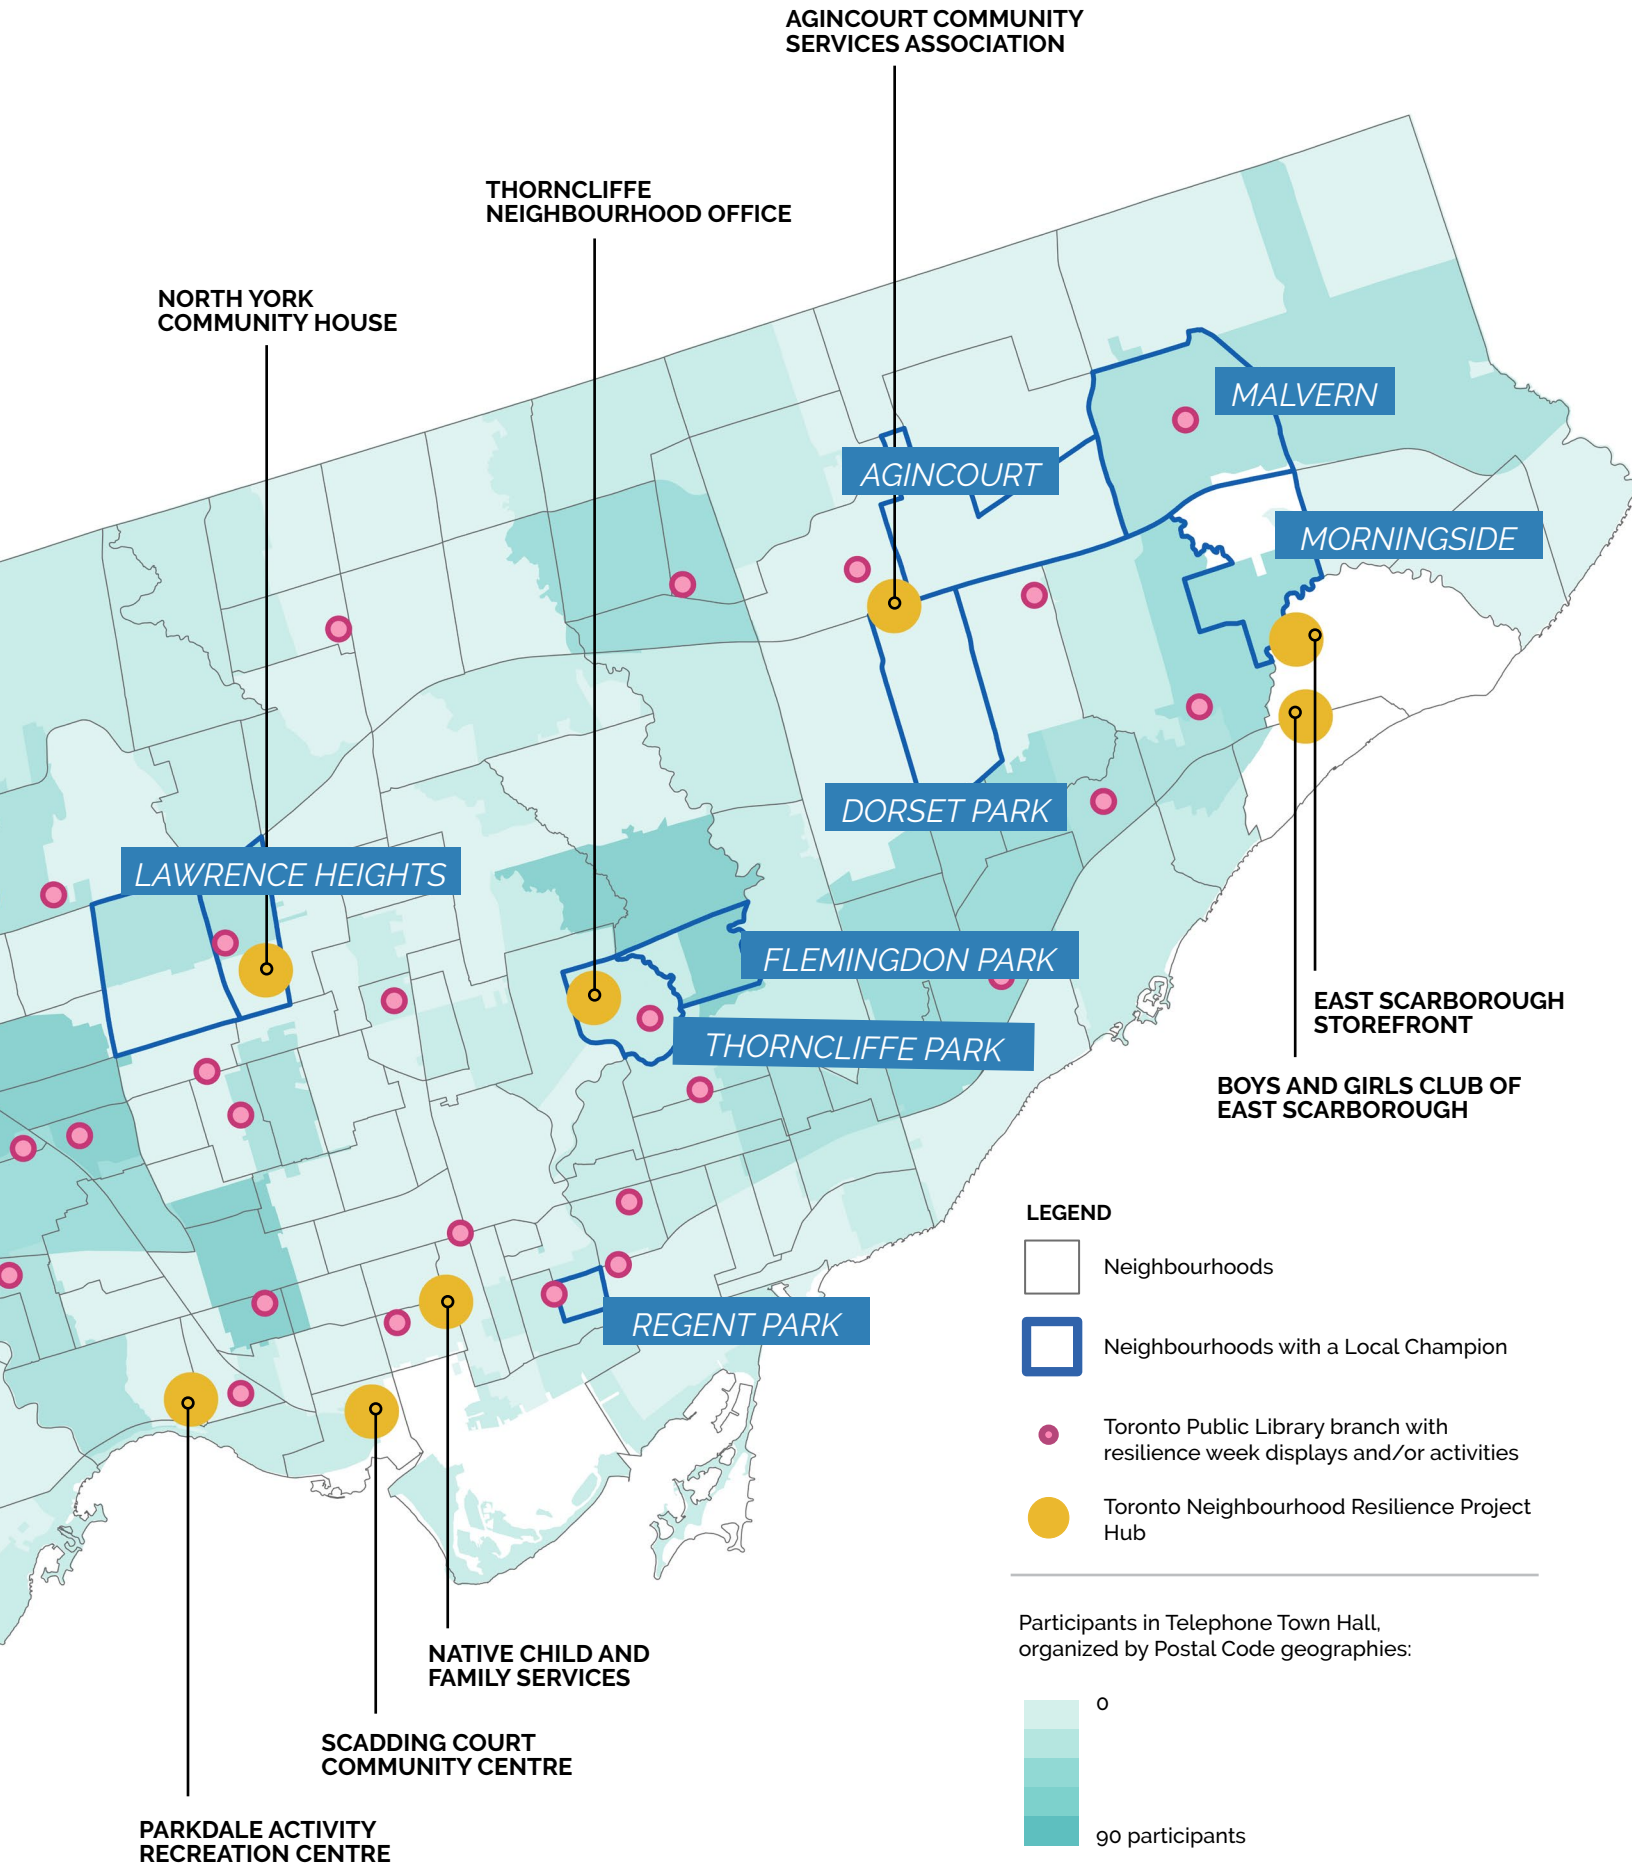 AGINCOURT COMMUNITY
SERVICES ASSOCIATION
THORNCLIFFE
NEIGHBOURHOOD OFFICE
NORTH YORK
COMMUNITY HOUSE
MALVERN
AGINCOURT
MORNINGSIDE
DORSET PARK
LAWRENCE HEIGHTS
FLEMINGDON PARK
THORNCLIFFE PARK
REGENT PARK
EAST SCARBOROUGH
STOREFRONT
BOYS AND GIRLS CLUB OF
EAST SCARBOROUGH
NATIVE CHILD AND
FAMILY SERVICES
SCADDING COURT
COMMUNITY CENTRE
PARKDALE ACTIVITY
RECREATION CENTRE
LEGEND
Neighbourhoods
Neighbourhoods with a Local Champion
Toronto Public Library branch with
resilience week displays and/or activities
Toronto Neighbourhood Resilience Project
Hub
Participants in Telephone Town Hall,
organized by Postal Code geographies:
0
90 participants